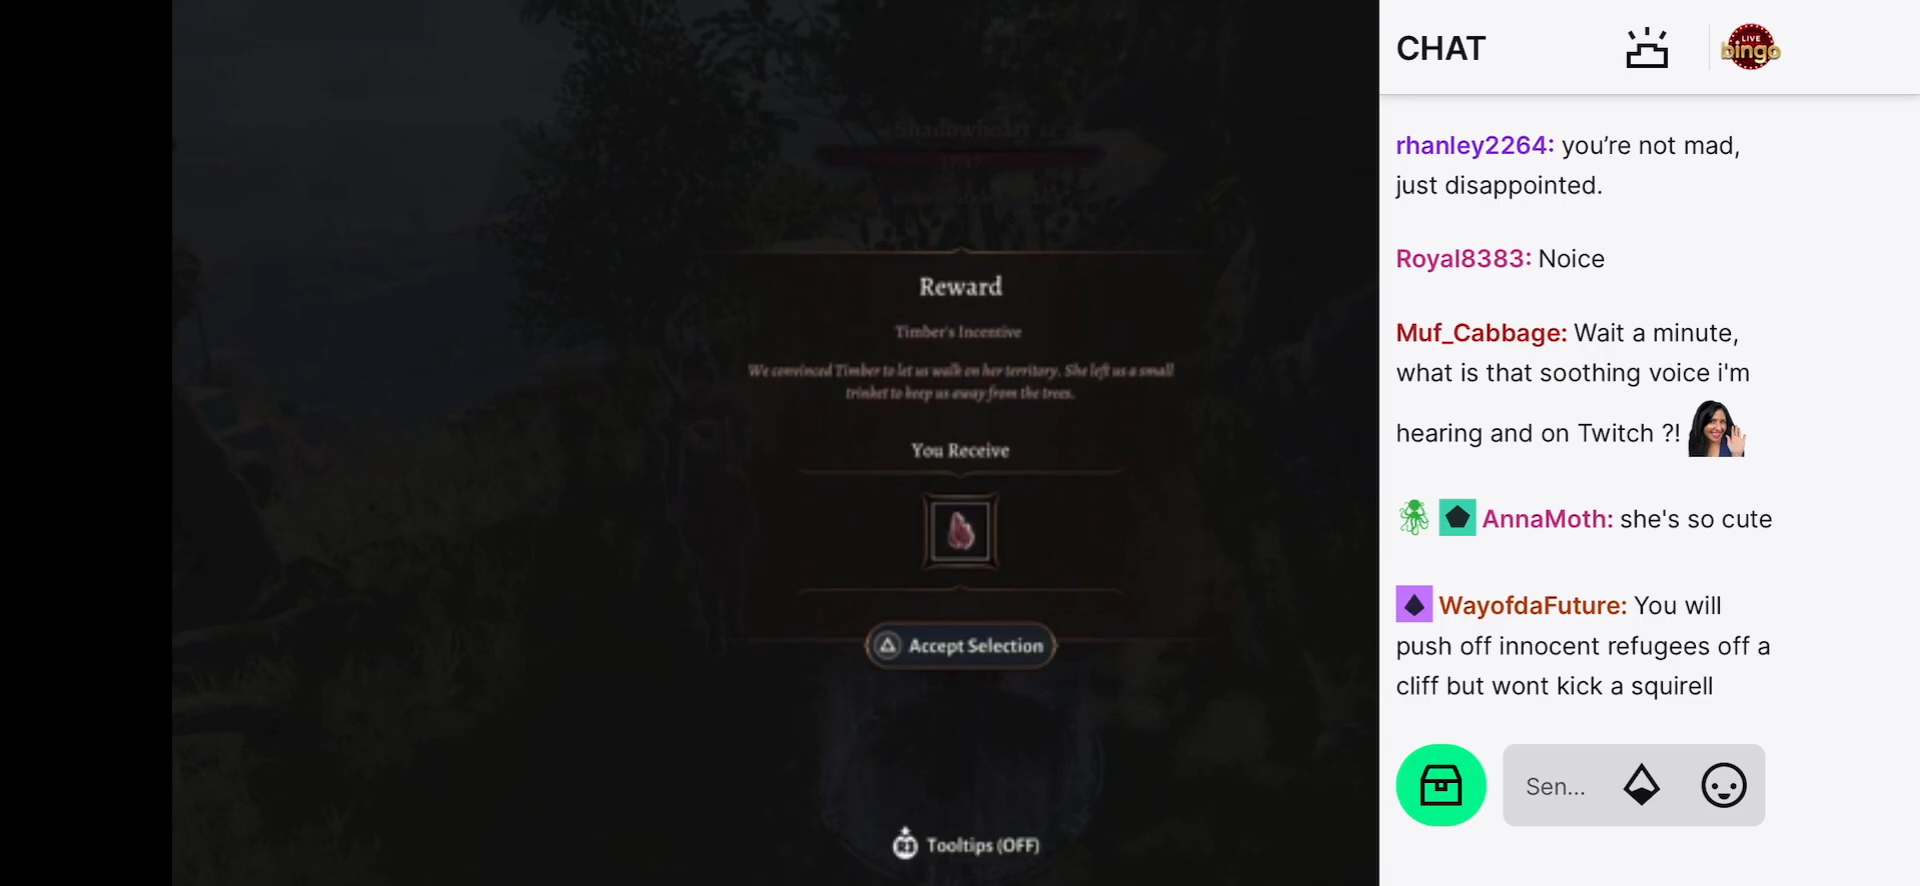 Shadowheart
Reward
Timber's Incentive
We convinced Timber to let us walk on her territory. She left us a small
trinket to keep us away from the trees.
You Receive
Accept Selection
R3 Tooltips (OFF)
CHAT
LIVE
bingo
rhanley2264: you’re not mad,
just disappointed.
Royal8383: Noice
Muf_Cabbage: Wait a minute,
what is that soothing voice i'm
hearing and on Twitch ?!
AnnaMoth: she's so cute
WayofdaFuture: You will
push off innocent refugees off a
cliff but wont kick a squirell
Sen...